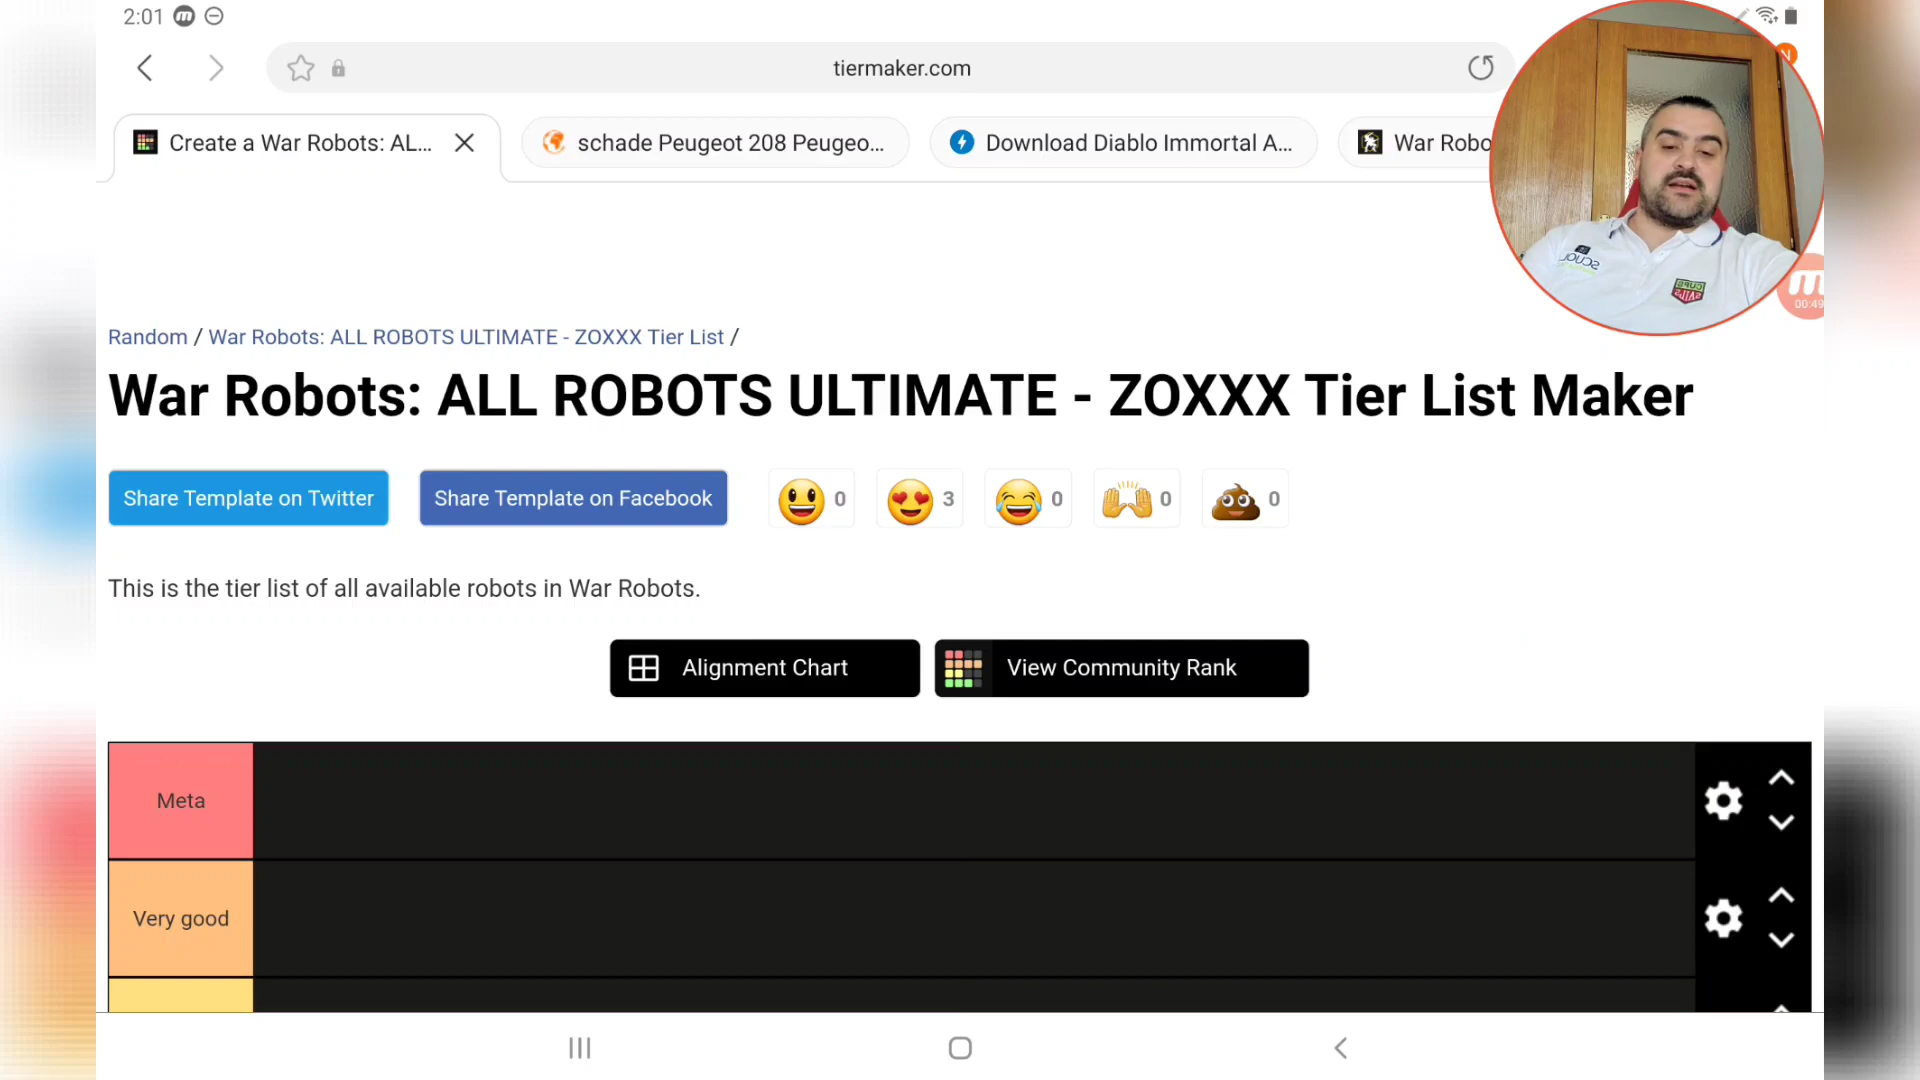 2:01
tiermaker.com
Create a War Robots: AL...
schade Peugeot 208 Peugeo...
Download Diablo Immortal A...
War Robo
N
00:49
Random / War Robots: ALL ROBOTS ULTIMATE - ZOXXX Tier List /
War Robots: ALL ROBOTS ULTIMATE - ZOXXX Tier List Maker
Share Template on Twitter
Share Template on Facebook
0
3
0
0
0
This is the tier list of all available robots in War Robots.
Alignment Chart
View Community Rank
Meta
Very good